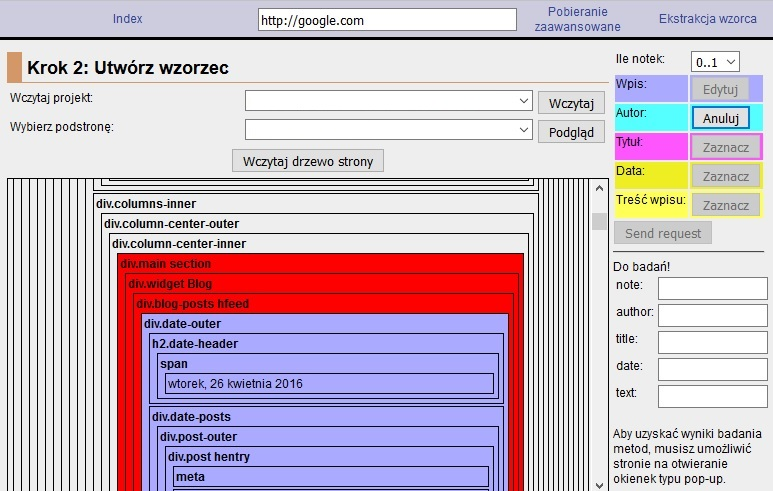 Index
http://google.com
Pobieranie
zaawansowane
Ekstrakcja wzorca
Krok 2: Utwórz wzorzec
Wczytaj projekt:
Wczytaj
Wybierz podstronę:
Podgląd
Wczytaj drzewo strony
div.columns-inner
div.column-center-outer
div.column-center-inner
div.main section
div.widget Blog
div.blog-posts hfeed
div.date-outer
h2.date-header
span
wtorek, 26 kwietnia 2016
div.date-posts
div.post-outer
div.post hentry
meta
Ile notek:
0..1
Wpis:
Edytuj
Autor:
Anuluj
Tytuł:
Zaznacz
Data:
Zaznacz
Treść wpisu:
Zaznacz
Send request
Do badań!
note:
author:
title:
date:
text:
Aby uzyskać wyniki badania
metod, musisz umożliwić
stronie na otwieranie
okienek typu pop-up.